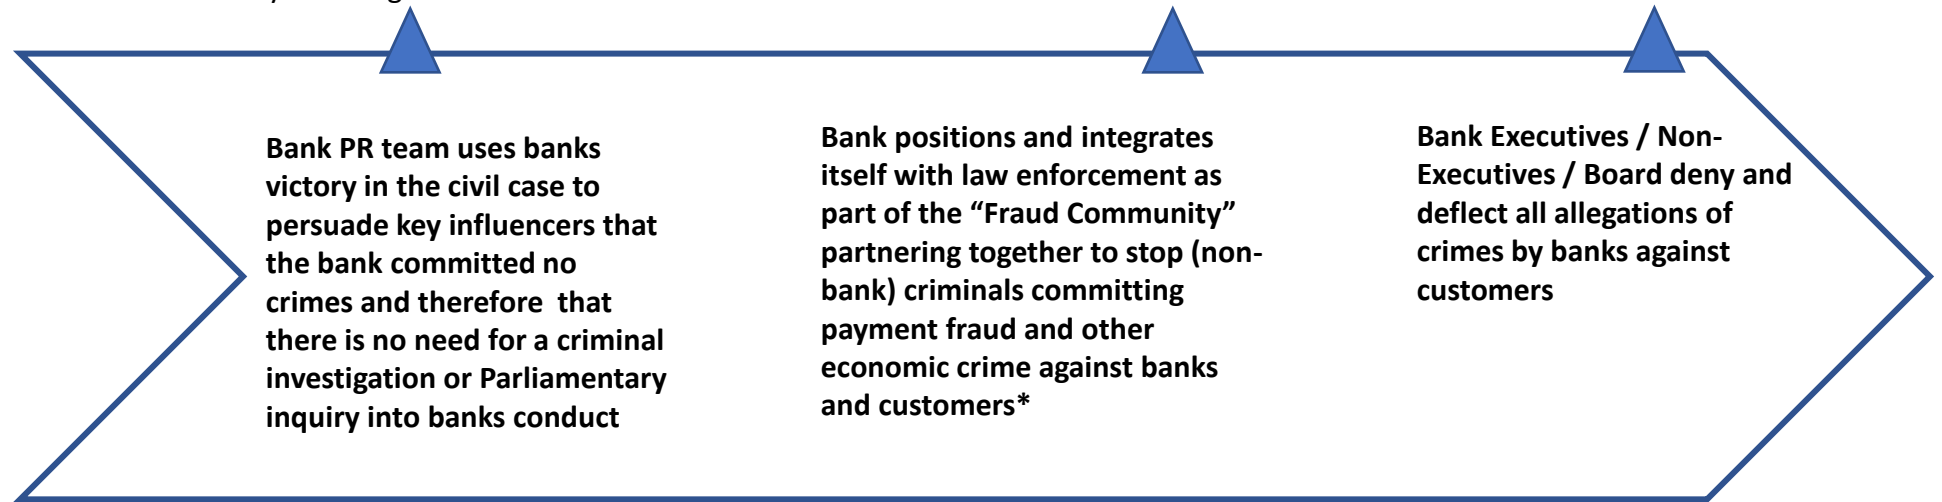 Bank PR team uses banks
victory in the civil case to
persuade key influencers that
the bank committed no
crimes and therefore  that
there is no need for a criminal
investigation or Parliamentary
inquiry into banks conduct
Bank positions and integrates
itself with law enforcement as
part of the “Fraud Community”
partnering together to stop (non-
bank) criminals committing
payment fraud and other
economic crime against banks
and customers*
Bank Executives / Non-
Executives / Board deny and
deflect all allegations of
crimes by banks against
customers